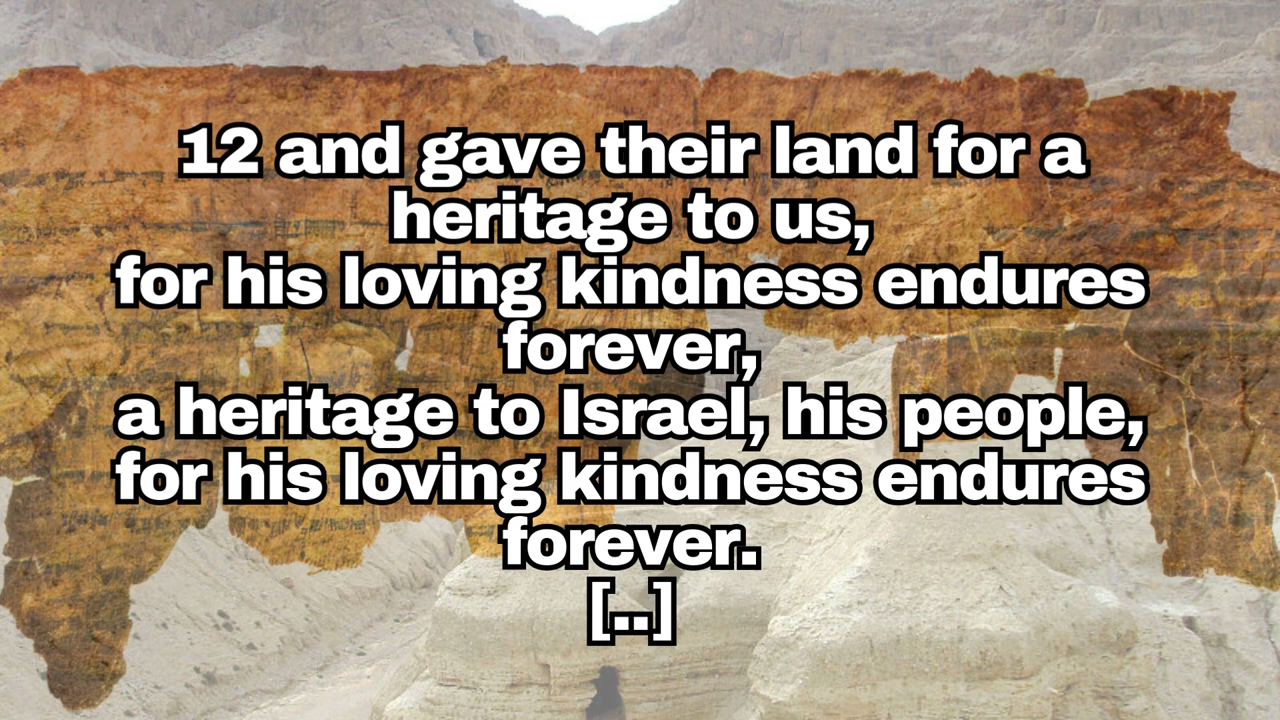 12 and gave their land for a
heritage to us,
for his loving kindness endures
forever,
a heritage to Israel, his people,
for his loving kindness endures
forever.
[..]